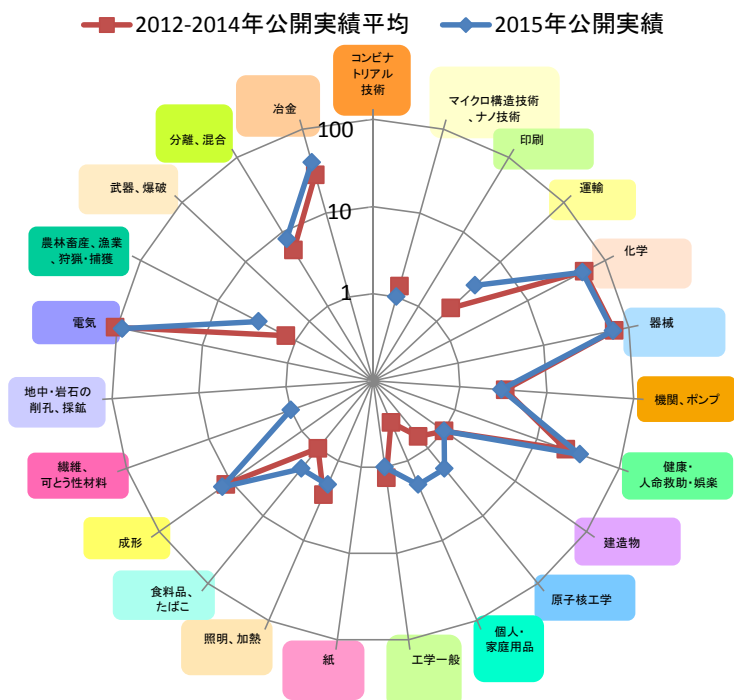 2012-2014年公開実績平均
2015年公開実績
コンビナ
トリアル
技術
マイクロ構造技術
、ナノ技術
印刷
運輸
化学
器械
機関、ポンプ
健康・
人命救助・娯楽
建造物
原子核工学
個人・
家庭用品
工学一般
紙
照明、加熱
食料品、
たばこ
成形
繊維、
可とう性材料
地中・岩石の
削孔、採鉱
電気
農林畜産、漁業
、狩猟・捕獲
武器、爆破
分離、混合
冶金
100
10
1